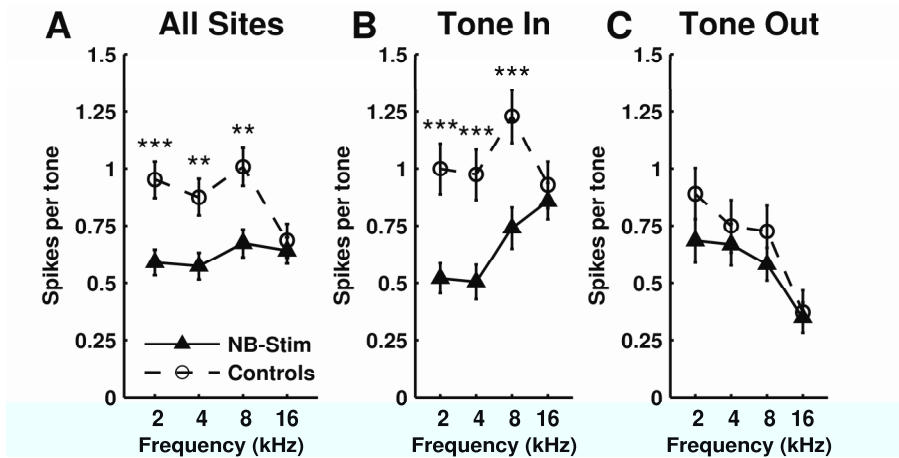 A All Sites
B Tone In
C Tone Out
Spikes per tone
1.5
1.25
1
0.75
0.5
0.25
0
***
**
**
NB-Stim
Controls
2 4 8 16
Frequency (kHz)
Spikes per tone
1.5
1.25
1
0.75
0.5
0.25
0
***
***
***
2 4 8 16
Frequency (kHz)
Spikes per tone
1.5
1.25
1
0.75
0.5
0.25
0
2 4 8 16
Frequency (kHz)